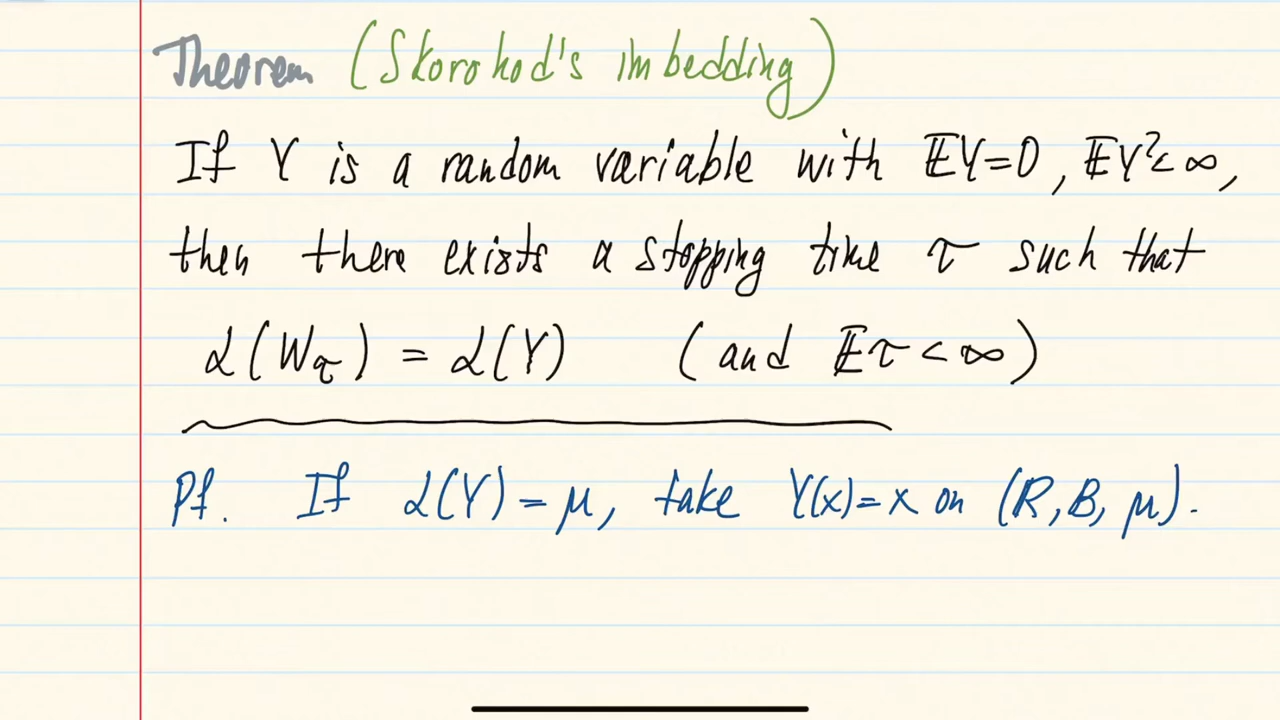 Theorem (Skorohod's imbedding)
If Y is a random variable with 𝔼Y=0, 𝔼Y²<∞,
then there exists a stopping time τ such that
ℒ(W_τ) = ℒ(Y) (and 𝔼τ<∞)
Pf. If ℒ(Y)=μ, take Y(x)=x on (R, B, μ).